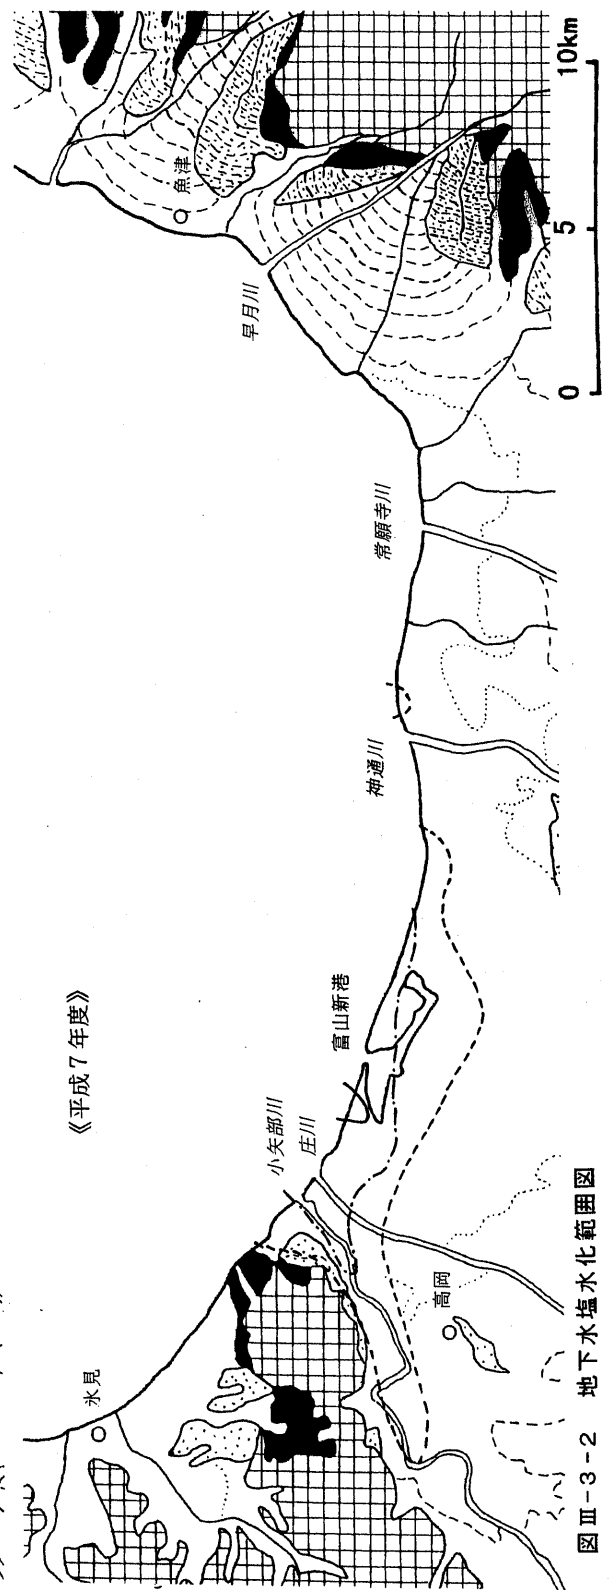 《平成7年度》
氷見
小矢部川
庄川
富山新港
高岡
神通川
常願寺川
早月川
魚津
0 5 10km
図Ⅲ-3-2 地下水塩水化範囲図